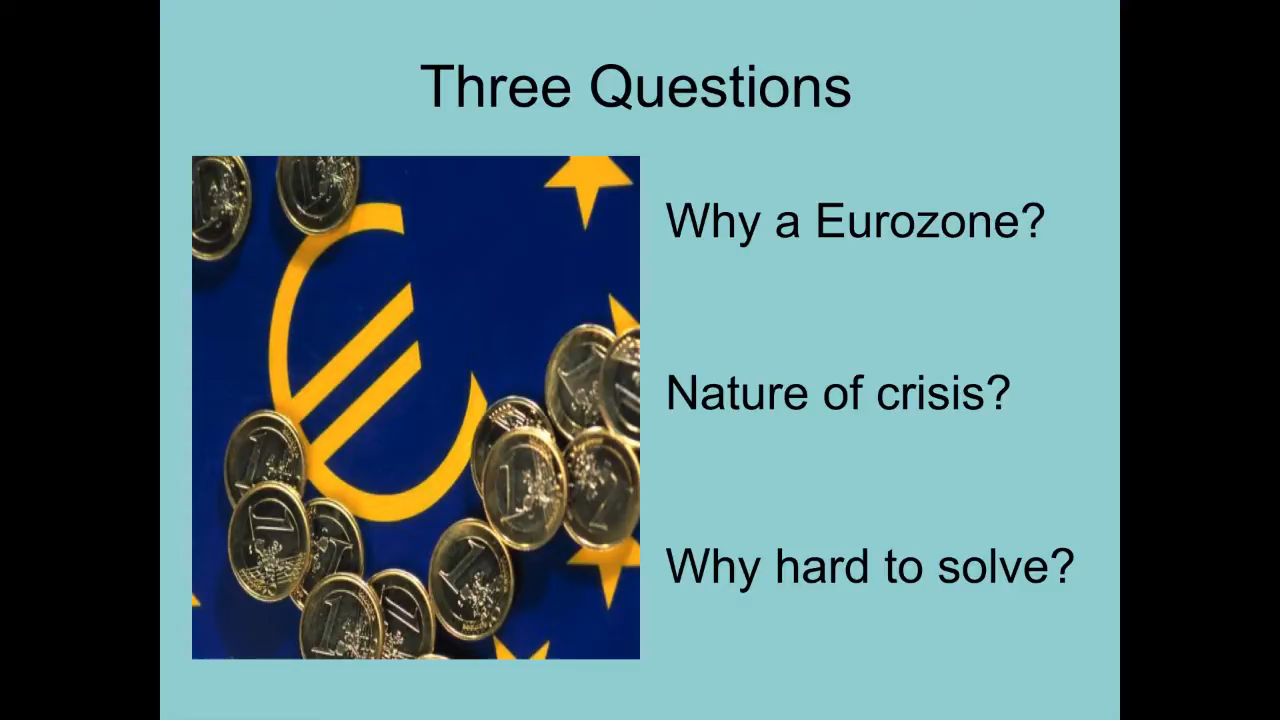 Three Questions
Why a Eurozone?
Nature of crisis?
Why hard to solve?